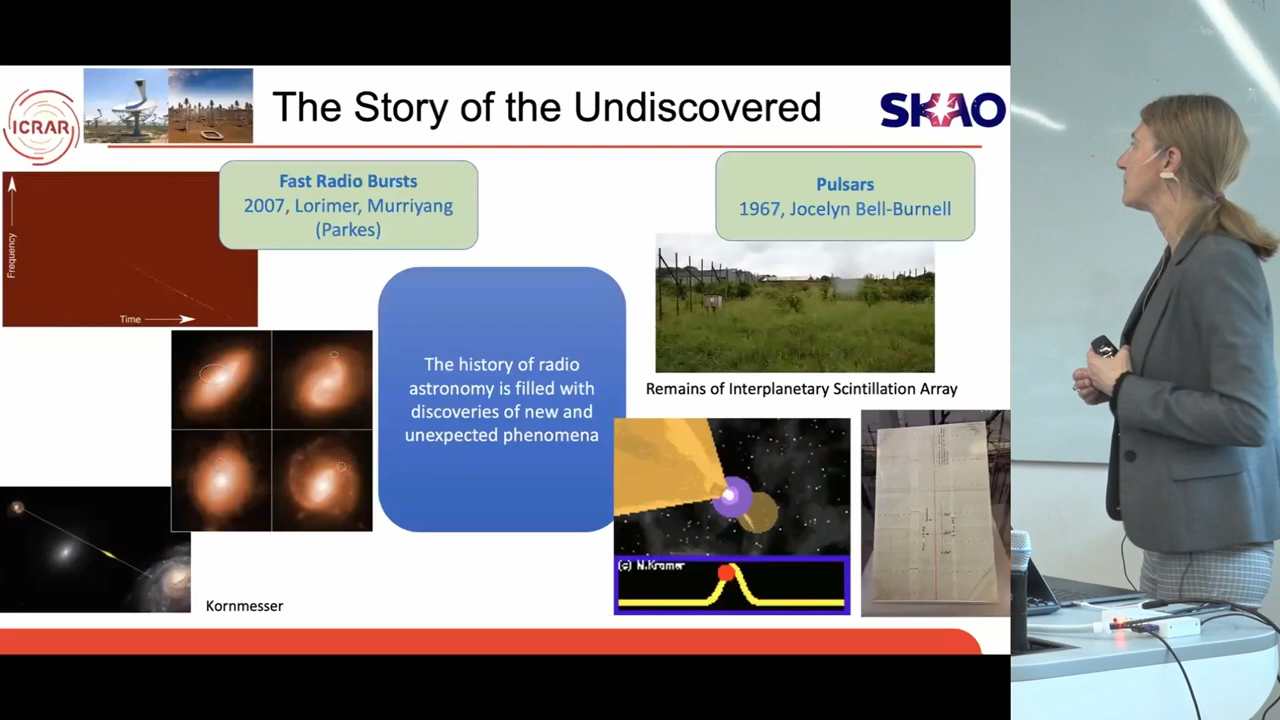 ICRAR
The Story of the Undiscovered
SKAO
Fast Radio Bursts
2007, Lorimer, Murriyang
(Parkes)
Pulsars
1967, Jocelyn Bell-Burnell
Frequency
Time
The history of radio
astronomy is filled with
discoveries of new and
unexpected phenomena
Remains of Interplanetary Scintillation Array
(c) M.Kramer
Kornmesser